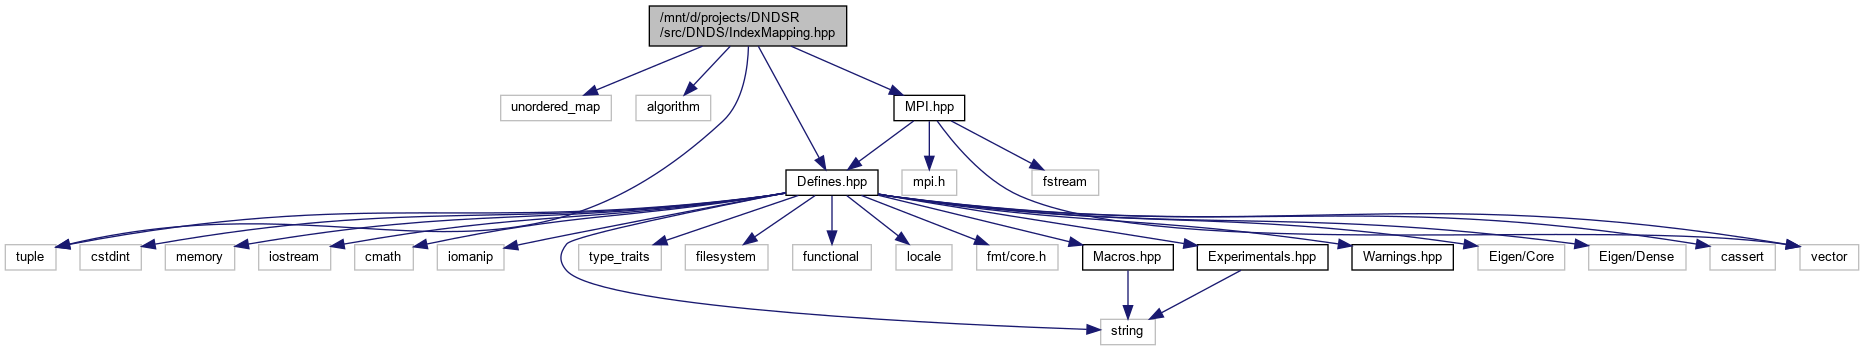 /mnt/d/projects/DNDSR
/src/DNDS/IndexMapping.hpp
unordered_map
algorithm
MPI.hpp
Defines.hpp
mpi.h
fstream
tuple
cstdint
memory
iostream
cmath
iomanip
type_traits
filesystem
functional
locale
fmt/core.h
Macros.hpp
Experimentals.hpp
Warnings.hpp
Eigen/Core
Eigen/Dense
cassert
vector
string